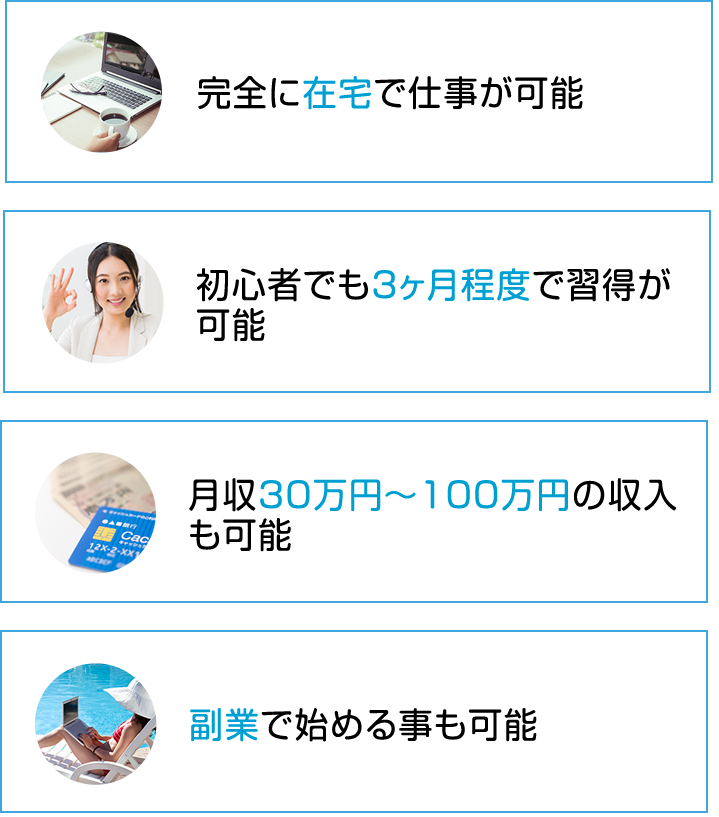 完全に在宅で仕事が可能
初心者でも3ヶ月程度で習得が
可能
月収30万円～100万円の収入
も可能
副業で始める事も可能